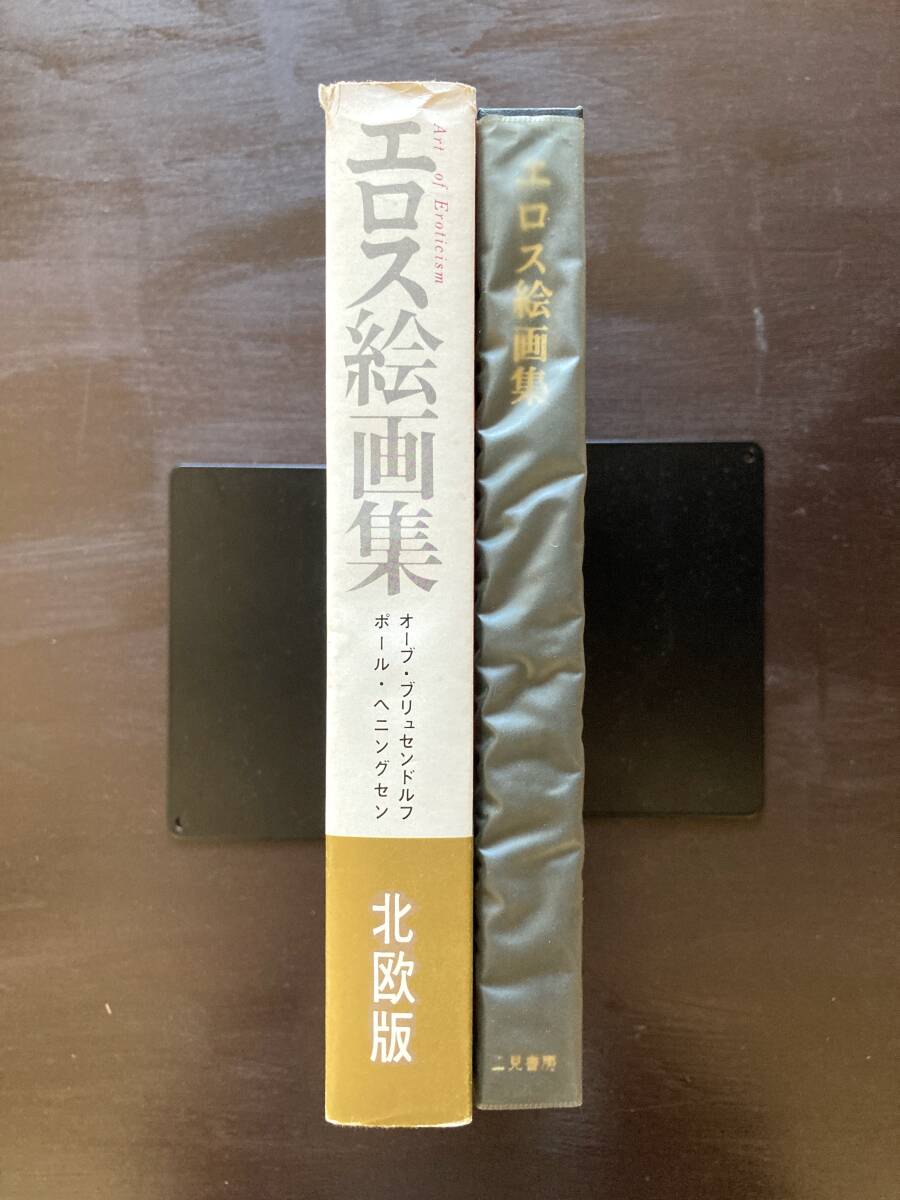 エロス絵画集
Art of Eroticism
オーブ・ブリュセンドルフ
ポール・ヘニングセン
北欧版
エロス絵画集
二見書房